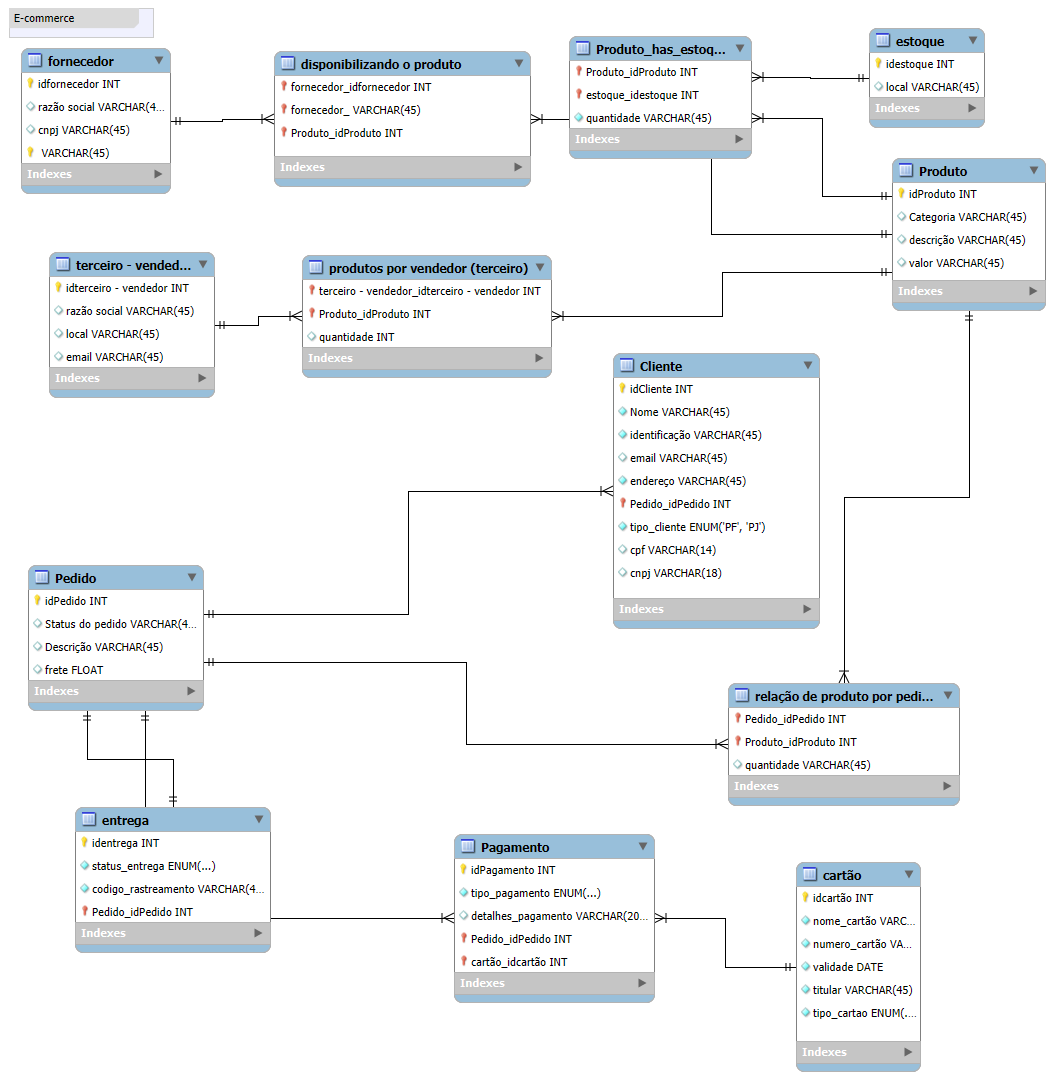 E-commerce
fornecedor
idfornecedor INT
razão social VARCHAR(4...
cnpj VARCHAR(45)
VARCHAR(45)
Indexes
disponibilizando o produto
fornecedor_idfornecedor INT
fornecedor_ VARCHAR(45)
Produto_idProduto INT
Indexes
Produto_has_estoq...
Produto_idProduto INT
estoque_idestoque INT
quantidade VARCHAR(45)
Indexes
estoque
idestoque INT
local VARCHAR(45)
Indexes
Produto
idProduto INT
Categoria VARCHAR(45)
descrição VARCHAR(45)
valor VARCHAR(45)
Indexes
terceiro - vended...
idterceiro - vendedor INT
razão social VARCHAR(45)
local VARCHAR(45)
email VARCHAR(45)
Indexes
produtos por vendedor (terceiro)
terceiro - vendedor_idterceiro - vendedor INT
Produto_idProduto INT
quantidade INT
Indexes
Cliente
idCliente INT
Nome VARCHAR(45)
identificação VARCHAR(45)
email VARCHAR(45)
endereço VARCHAR(45)
Pedido_idPedido INT
tipo_cliente ENUM('PF', 'PJ')
cpf VARCHAR(14)
cnpj VARCHAR(18)
Indexes
Pedido
idPedido INT
Status do pedido VARCHAR(4...
Descrição VARCHAR(45)
frete FLOAT
Indexes
relação de produto por pedi...
Pedido_idPedido INT
Produto_idProduto INT
quantidade VARCHAR(45)
Indexes
entrega
identrega INT
status_entrega ENUM(...)
codigo_rastreamento VARCHAR(4...
Pedido_idPedido INT
Indexes
Pagamento
idPagamento INT
tipo_pagamento ENUM(...)
detalhes_pagamento VARCHAR(20...
Pedido_idPedido INT
cartão_idcartão INT
Indexes
cartão
idcartão INT
nome_cartão VARC...
numero_cartão VA...
validade DATE
titular VARCHAR(45)
tipo_cartao ENUM(...
Indexes